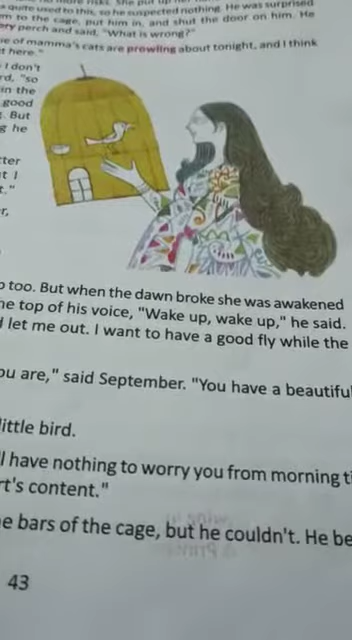 quite used to this, so he suspected nothing. He was surprised
to the cage, put him in, and shut the door on him. He
perch and said, "What is wrong?"
e of mamma's cats are prowling about tonight, and I think
t here."
I don't
rd, "so
in the
good
. But
g he
tter
t I
t."
r,
o too. But when the dawn broke she was awakened
he top of his voice, "Wake up, wake up," he said.
d let me out. I want to have a good fly while the
ou are," said September. "You have a beautiful
little bird.
"I have nothing to worry you from morning ti
rt's content."
e bars of the cage, but he couldn't. He be
43